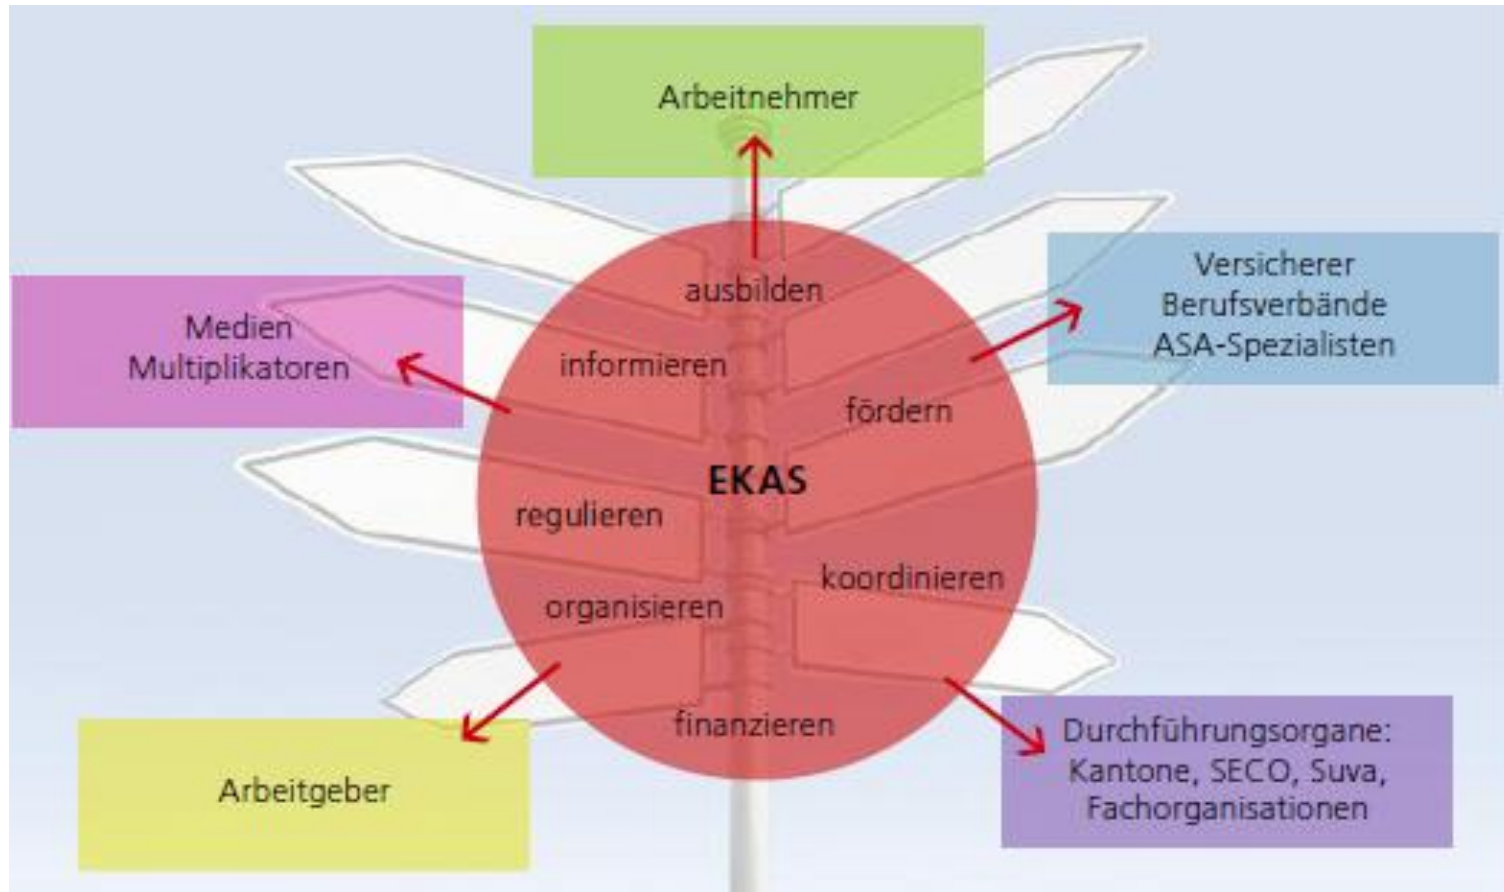 Arbeitnehmer
Versicherer
Berufsverbände
ASA-Spezialisten
Medien
Multiplikatoren
ausbilden
informieren
fördern
EKAS
regulieren
koordinieren
organisieren
finanzieren
Arbeitgeber
Durchführungsorgane:
Kantone, SECO, Suva,
Fachorganisationen